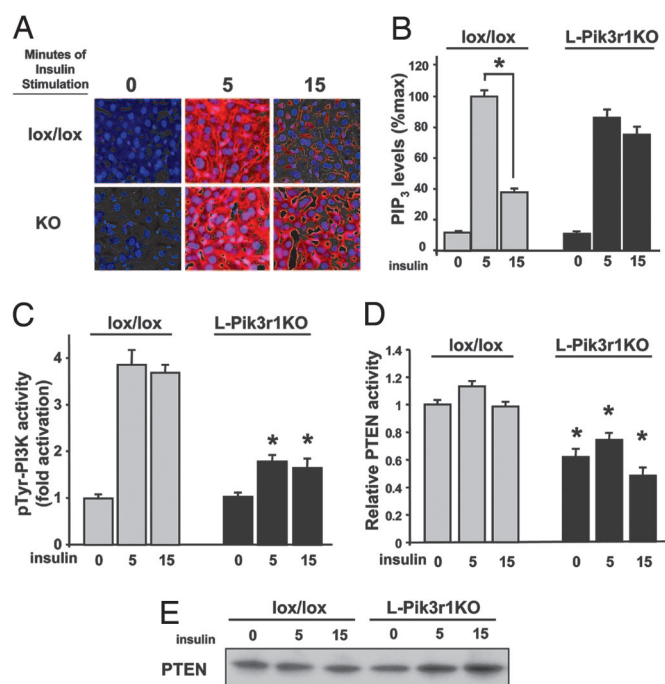 A
Minutes of
Insulin
Stimulation
0 5 15
lox/lox
KO
B
lox/lox L-Pik3r1KO
PIP3 levels (%max)
120
100
80
60
40
20
0
*
insulin 0 5 15 0 5 15
C
lox/lox L-Pik3r1KO
pTyr-PI3K activity
(fold activation)
4
3
2
1
0
* *
insulin 0 5 15 0 5 15
D
lox/lox L-Pik3r1KO
Relative PTEN activity
1.4
1.2
1
0.8
0.6
0.4
0.2
0
* * *
insulin 0 5 15 0 5 15
E
lox/lox L-Pik3r1KO
insulin 0 5 15 0 5 15
PTEN